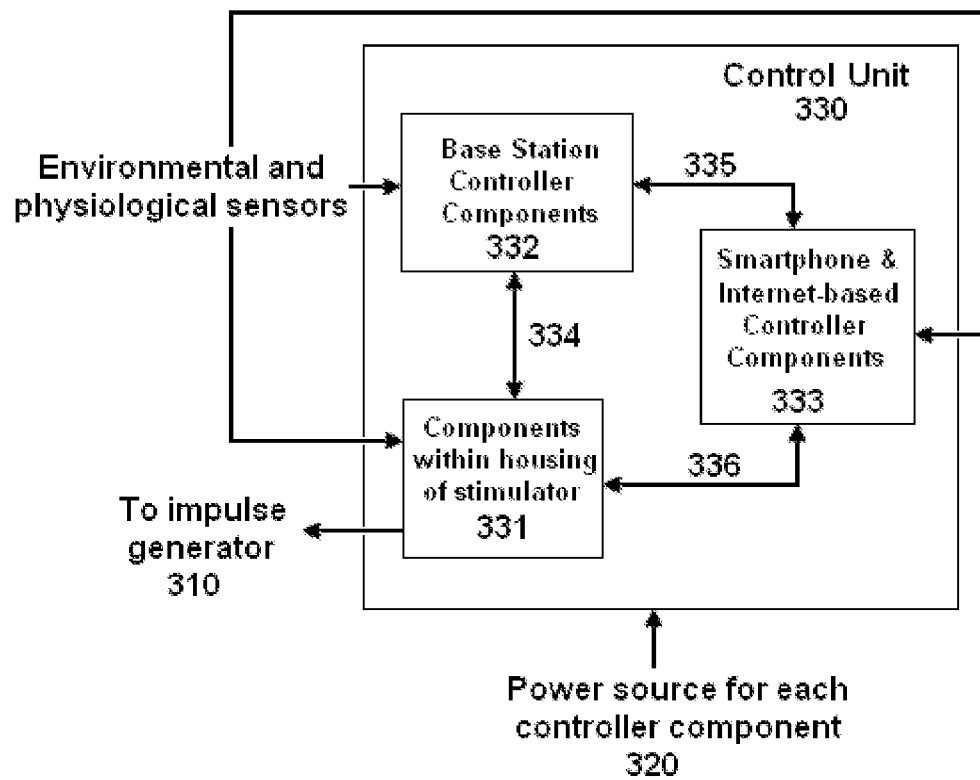 Control Unit
330
Base Station
Controller
Components
332
335
Environmental and
physiological sensors
Smartphone &
Internet-based
Controller
Components
333
334
Components
within housing
of stimulator
331
336
To impulse
generator
310
Power source for each
controller component
320